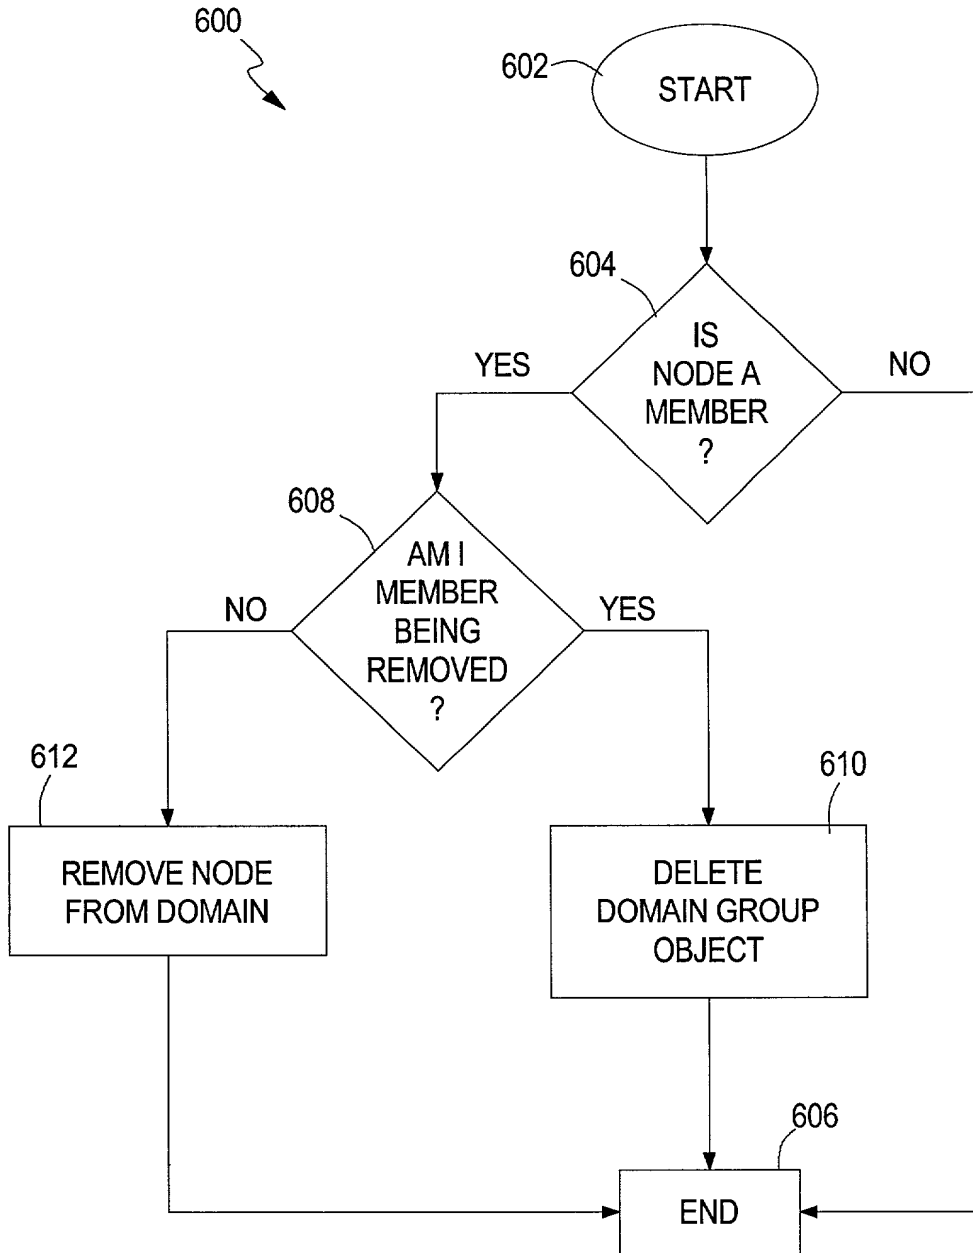 600
602
START
604
IS
NODE A
MEMBER
?
YES
NO
608
AM I
MEMBER
BEING
REMOVED
?
NO
YES
612
REMOVE NODE
FROM DOMAIN
610
DELETE
DOMAIN GROUP
OBJECT
606
END